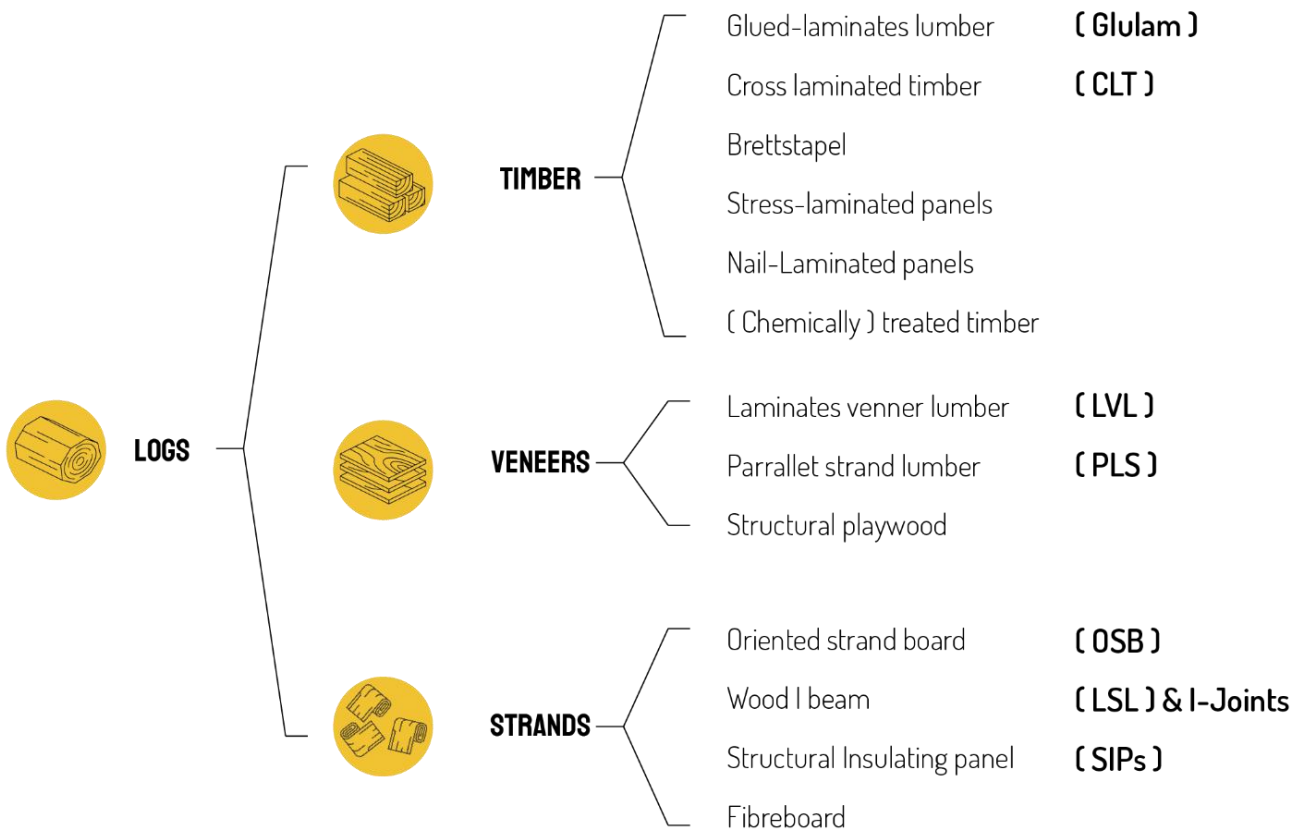 LOGS
TIMBER
Glued-laminates lumber ( Glulam )
Cross laminated timber ( CLT )
Brettstapel
Stress-laminated panels
Nail-Laminated panels
( Chemically ) treated timber
VENEERS
Laminates venner lumber ( LVL )
Parrallet strand lumber ( PLS )
Structural playwood
STRANDS
Oriented strand board ( OSB )
Wood I beam ( LSL ) & I-Joints
Structural Insulating panel ( SIPs )
Fibreboard